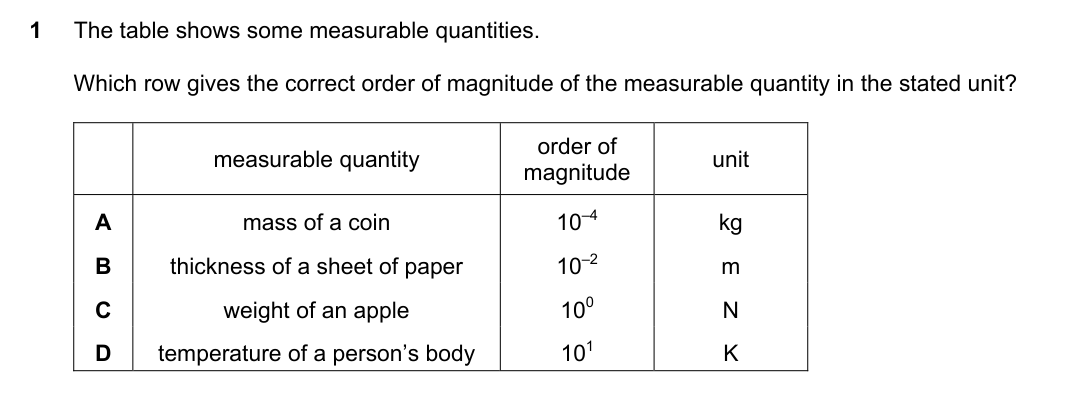 1 The table shows some measurable quantities.
Which row gives the correct order of magnitude of the measurable quantity in the stated unit?
measurable quantity order of magnitude unit
A mass of a coin 10⁻⁴ kg
B thickness of a sheet of paper 10⁻² m
C weight of an apple 10⁰ N
D temperature of a person's body 10¹ K